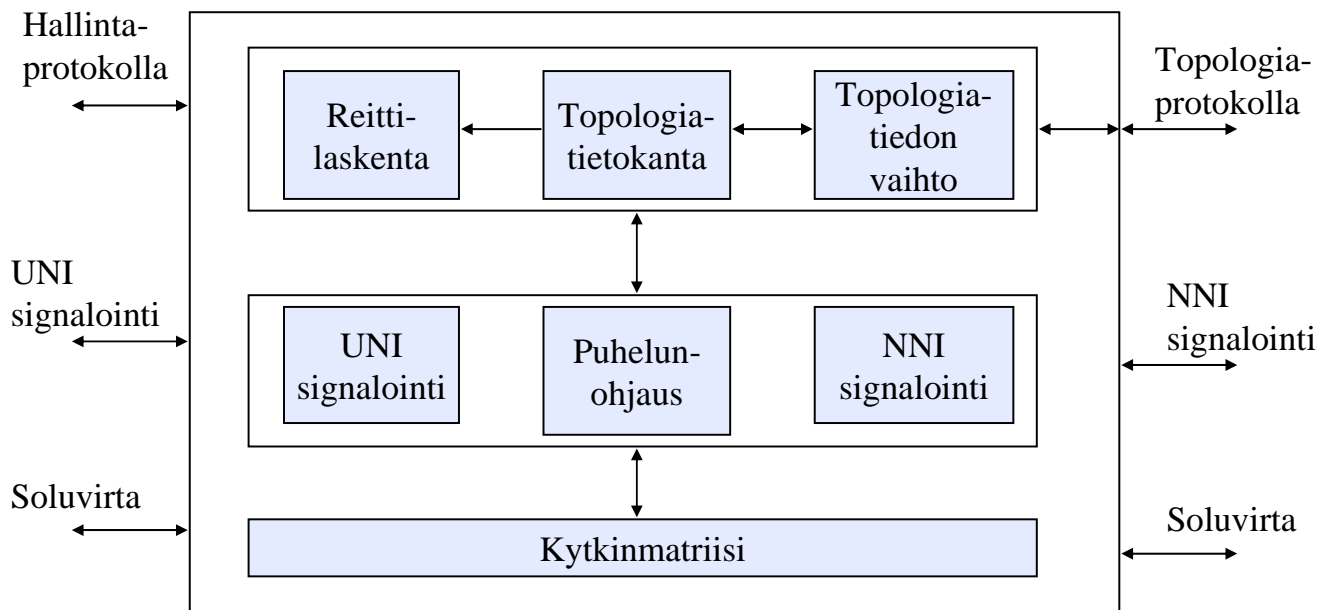 Hallinta-
protokolla
Reitti-
laskenta
Topologia-
tietokanta
Topologia-
tiedon
vaihto
Topologia-
protokolla
UNI
signalointi
UNI
signalointi
Puhelun-
ohjaus
NNI
signalointi
NNI
signalointi
Soluvirta
Kytkinmatriisi
Soluvirta